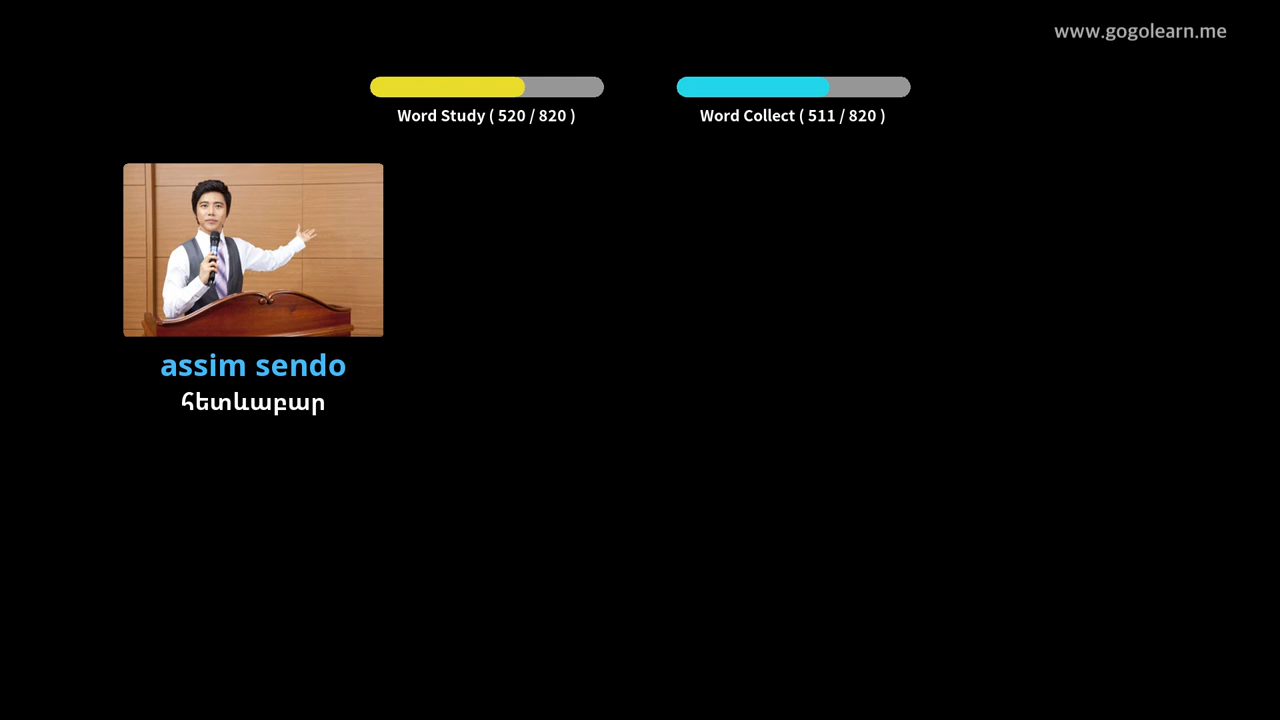 www.gogolearn.me
Word Study ( 520 / 820 )
Word Collect ( 511 / 820 )
assim sendo
հետևաբար